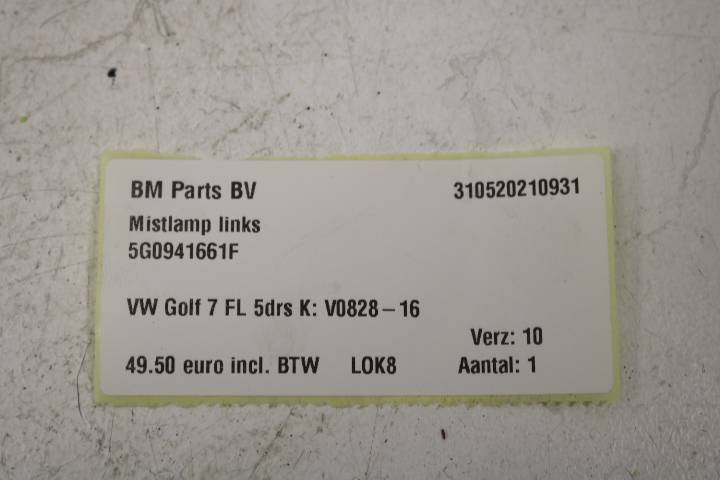 BM Parts BV 310520210931
Mistlamp links
5G0941661F
VW Golf 7 FL 5drs K: V0828-16
Verz: 10
49.50 euro incl. BTW LOK8 Aantal: 1